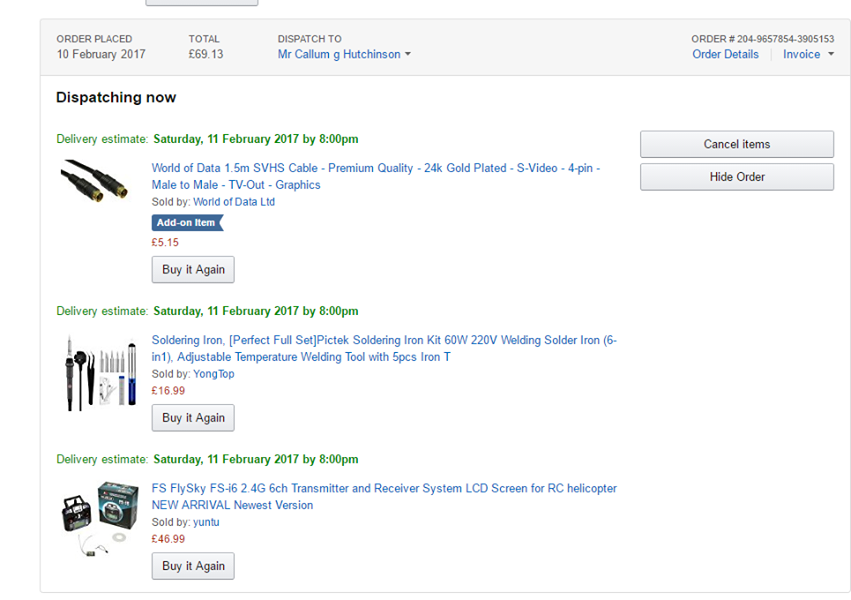 ORDER PLACED
10 February 2017
TOTAL
£69.13
DISPATCH TO
Mr Callum g Hutchinson
ORDER # 204-9657854-3905153
Order Details
Invoice
Dispatching now
Delivery estimate: Saturday, 11 February 2017 by 8:00pm
World of Data 1.5m SVHS Cable - Premium Quality - 24k Gold Plated - S-Video - 4-pin -
Male to Male - TV-Out - Graphics
Sold by: World of Data Ltd
Add-on Item
£5.15
Buy it Again
Cancel items
Hide Order
Delivery estimate: Saturday, 11 February 2017 by 8:00pm
Soldering Iron, [Perfect Full Set]Pictek Soldering Iron Kit 60W 220V Welding Solder Iron (6-
in1), Adjustable Temperature Welding Tool with 5pcs Iron T
Sold by: YongTop
£16.99
Buy it Again
Delivery estimate: Saturday, 11 February 2017 by 8:00pm
FS FlySky FS-i6 2.4G 6ch Transmitter and Receiver System LCD Screen for RC helicopter
NEW ARRIVAL Newest Version
Sold by: yuntu
£46.99
Buy it Again